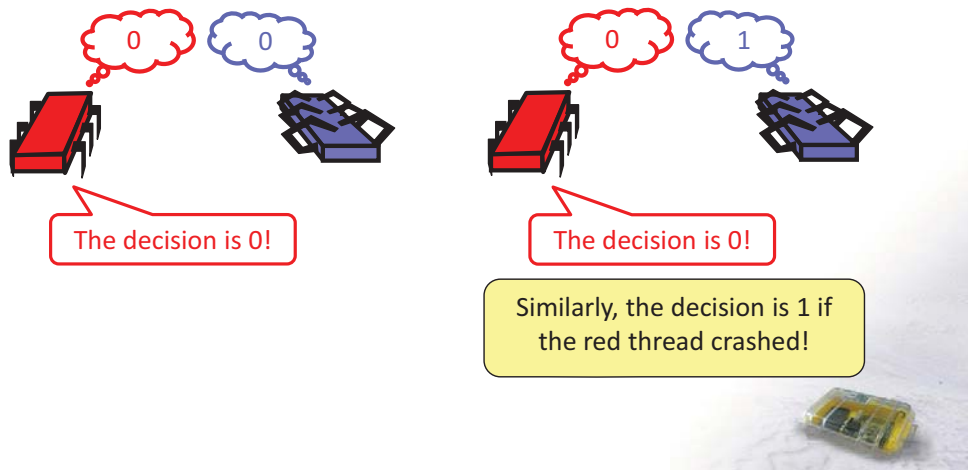 0
0
The decision is 0!
0
1
The decision is 0!
Similarly, the decision is 1 if
the red thread crashed!